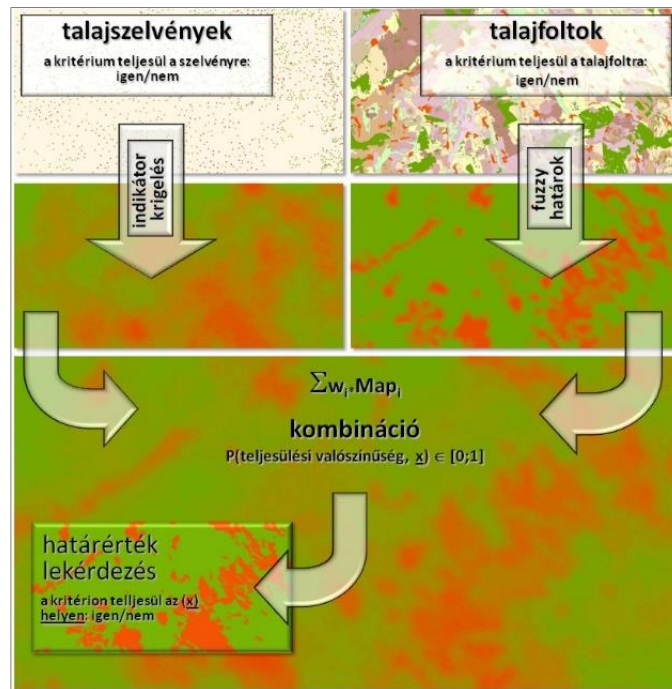 talajszelvények
a kritérium teljesül a szelvényre:
igen/nem
talajfoltok
a kritérium teljesül a talajfoltra:
igen/nem
indikátor
krigelés
fuzzy
határok
∑wᵢ*Mapᵢ
kombináció
P(teljesülési valószínűség, x) ∈ [0;1]
határérték
lekérdezés
a kritérion telljesül az (x)
helyen: igen/nem